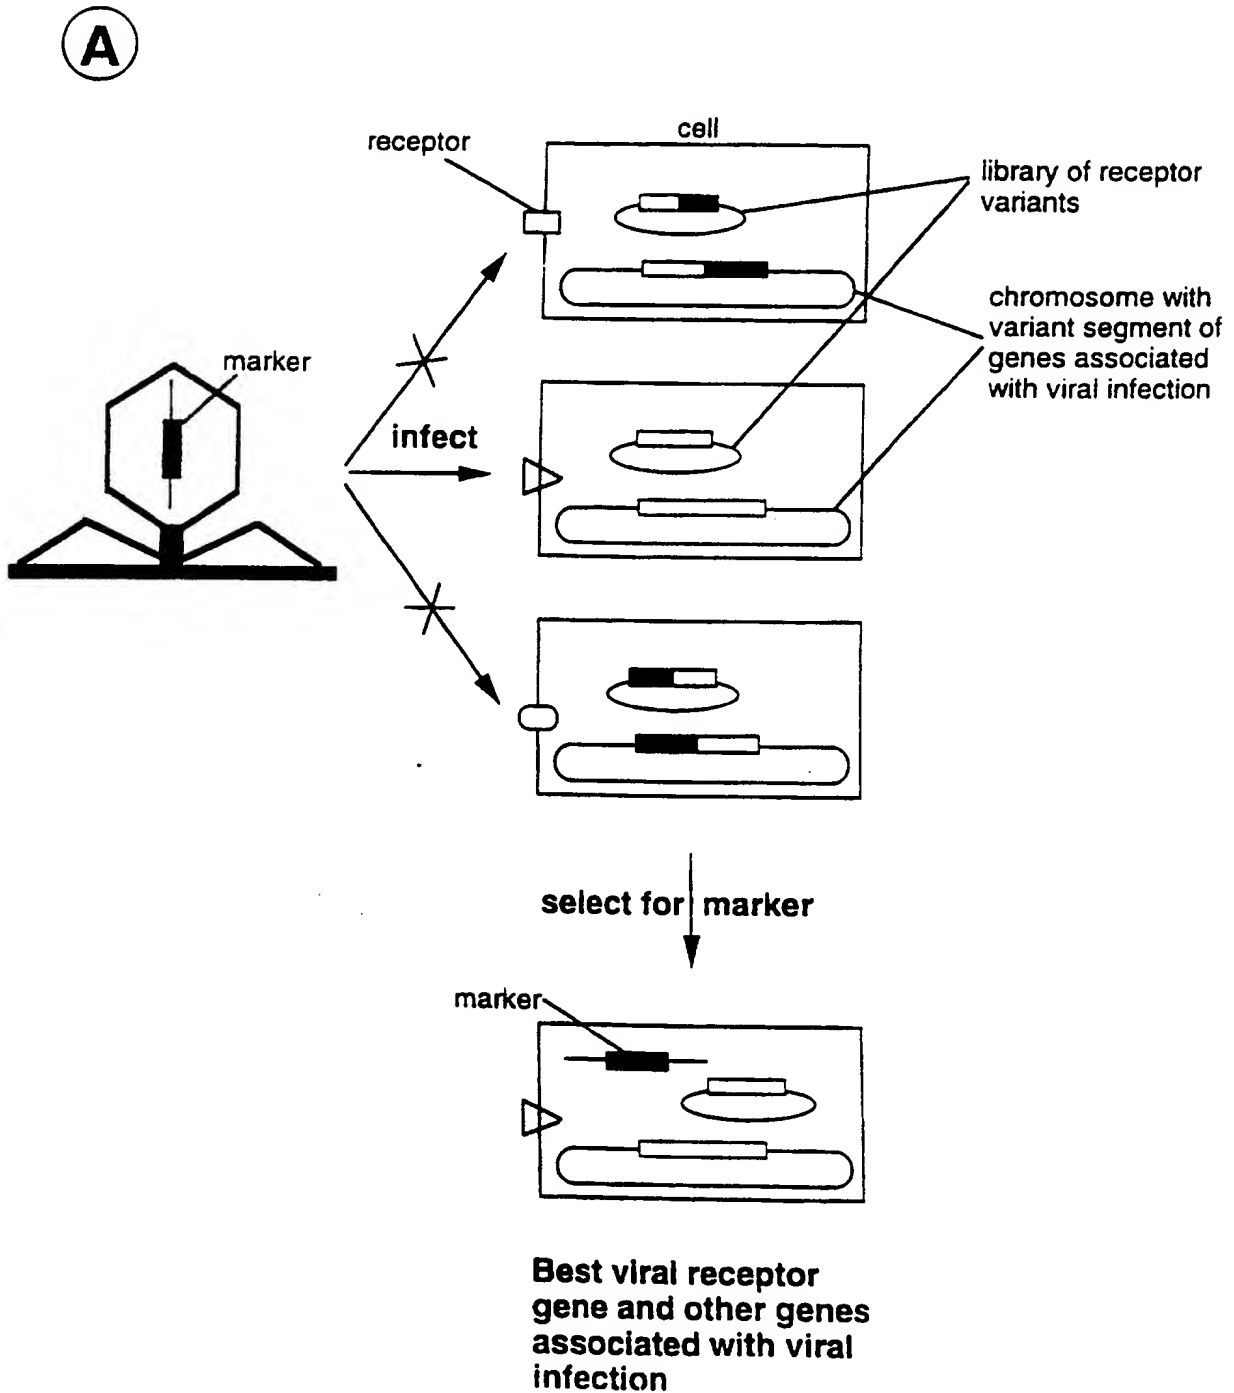 A
cell
receptor
library of receptor
variants
chromosome with
variant segment of
genes associated
with viral infection
marker
infect
select for marker
marker
Best viral receptor
gene and other genes
associated with viral
infection